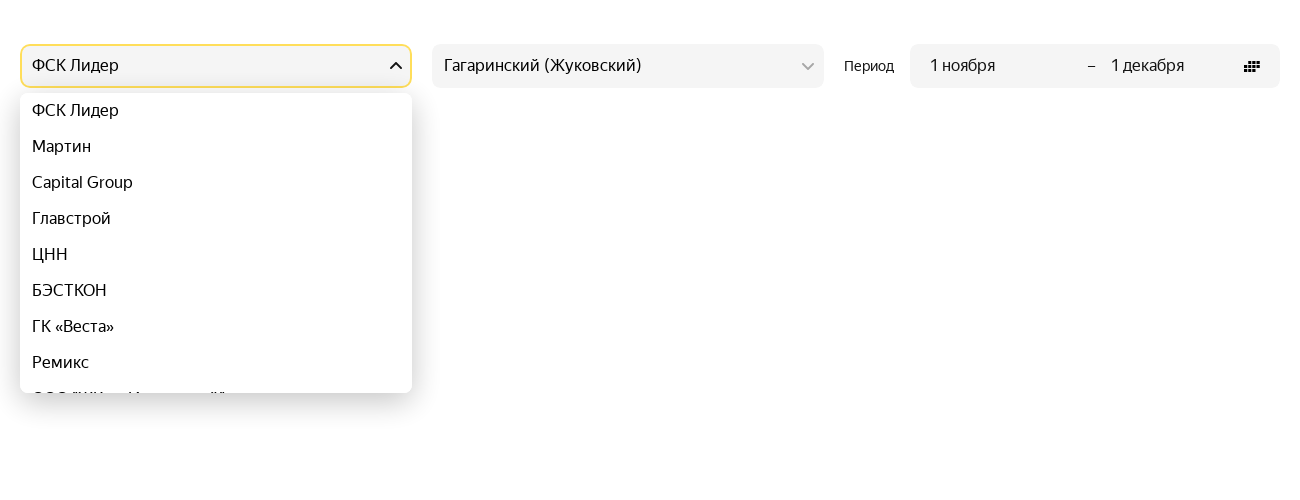 ФСК Лидер
Гагаринский (Жуковский)
Период
1 ноября – 1 декабря
ФСК Лидер
Мартин
Capital Group
Главстрой
ЦНН
БЭСТКОН
ГК «Веста»
Ремикс